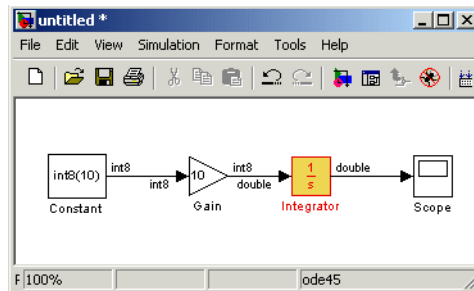 untitled *
File Edit View Simulation Format Tools Help
int8(10) int8 int8 10 int8 double 1 s double
Constant Gain Integrator Scope
F 100% ode45